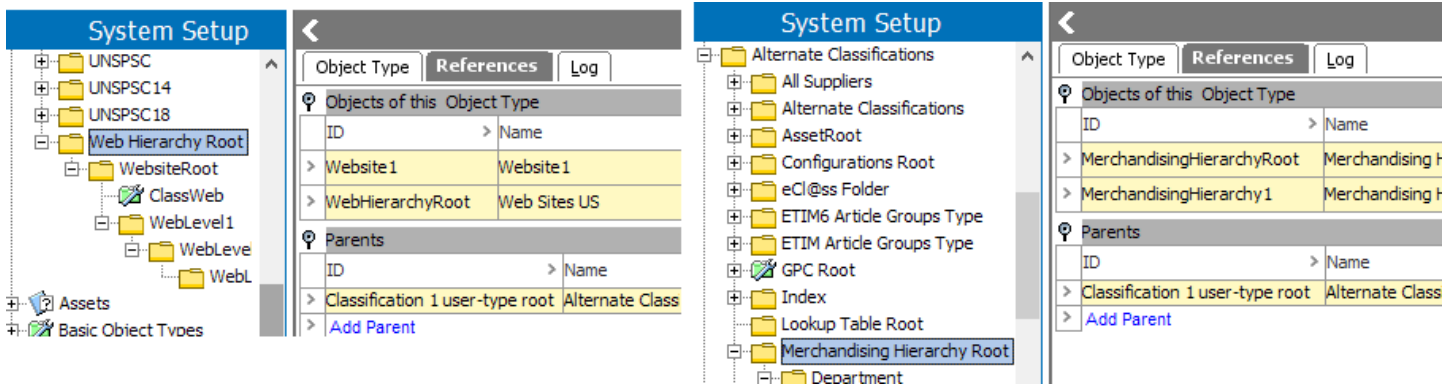 System Setup
UNSPSC
UNSPSC14
UNSPSC18
Web Hierarchy Root
WebsiteRoot
ClassWeb
WebLevel1
WebLeve
WebL
Assets
Basic Object Types
Object Type References Log
Objects of this Object Type
ID > Name
> Website1 Website1
> WebHierarchyRoot Web Sites US
Parents
ID > Name
> Classification 1 user-type root Alternate Class
> Add Parent
System Setup
Alternate Classifications
All Suppliers
Alternate Classifications
AssetRoot
Configurations Root
eCl@ss Folder
ETIM6 Article Groups Type
ETIM Article Groups Type
GPC Root
Index
Lookup Table Root
Merchandising Hierarchy Root
Department
Object Type References Log
Objects of this Object Type
ID > Name
> MerchandisingHierarchyRoot Merchandising H
> MerchandisingHierarchy1 Merchandising H
Parents
ID > Name
> Classification 1 user-type root Alternate Class
> Add Parent